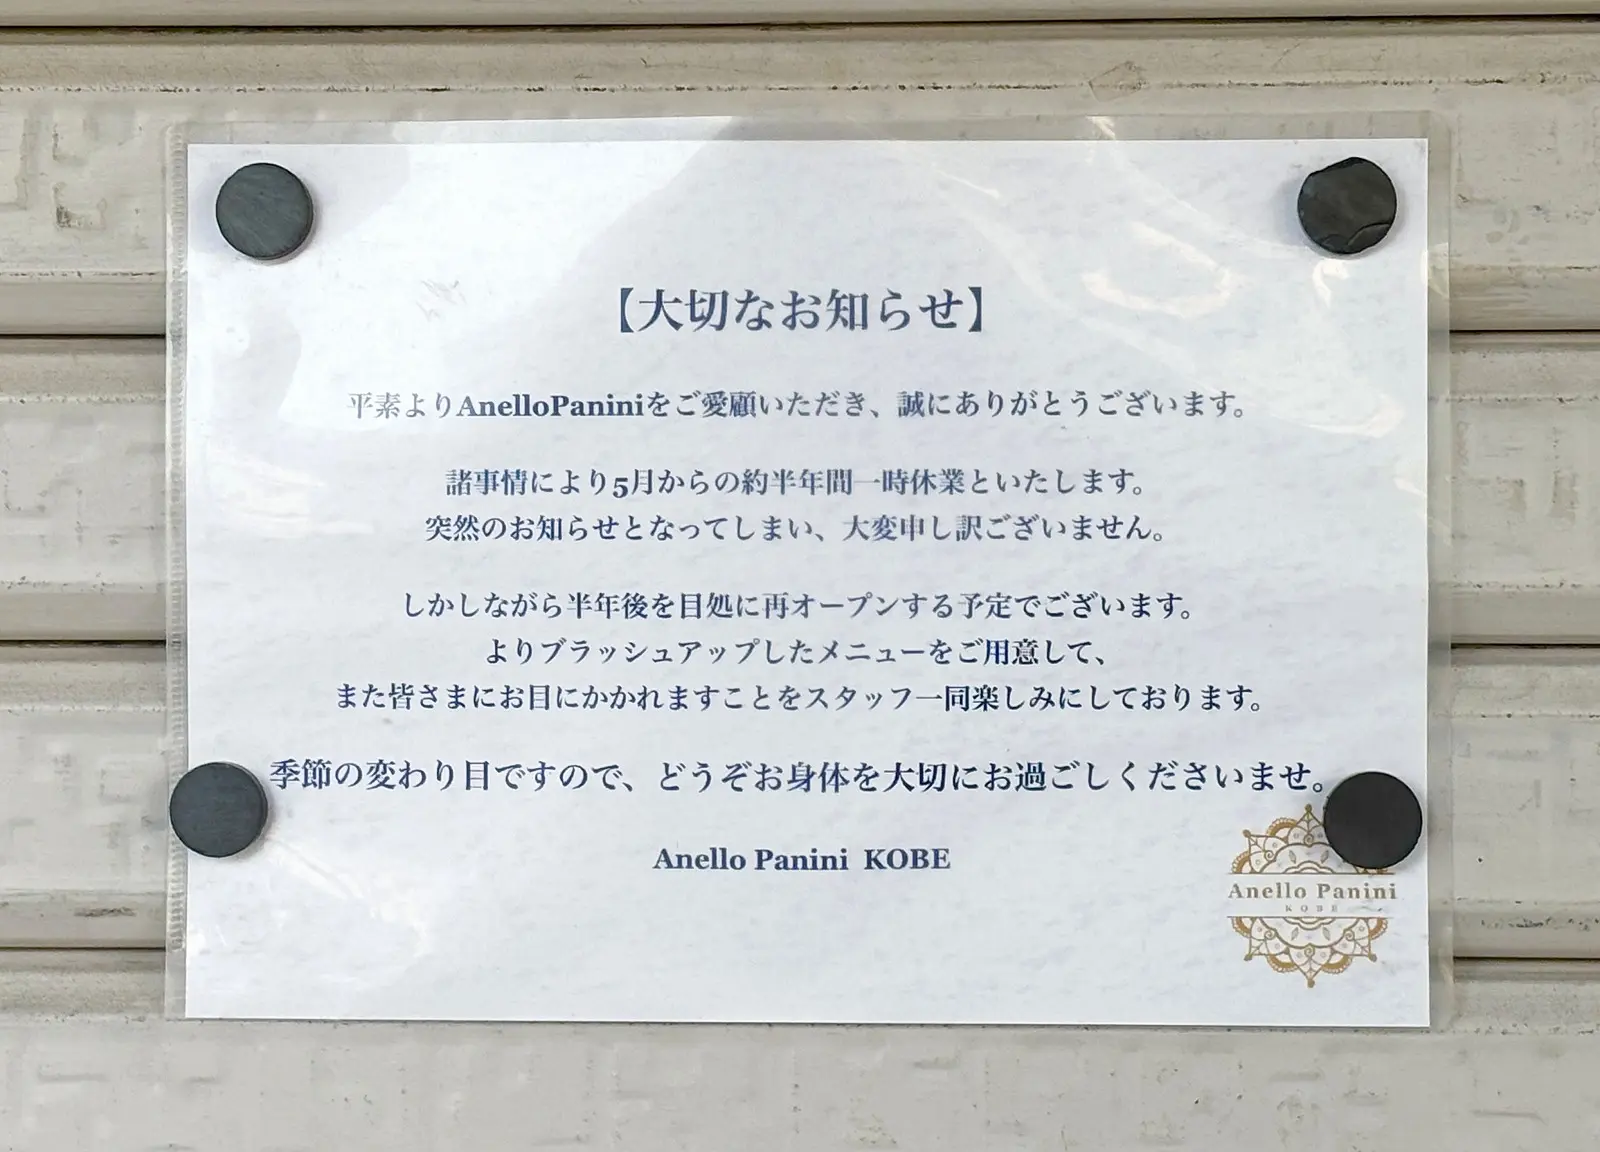 【大切なお知らせ】
平素よりAnelloPaniniをご愛顧いただき、誠にありがとうございます。
諸事情により5月からの約半年間一時休業といたします。
突然のお知らせとなってしまい、大変申し訳ございません。
しかしながら半年後を目処に再オープンする予定でございます。
よりブラッシュアップしたメニューをご用意して、
また皆さまにお目にかかれますことをスタッフ一同楽しみにしております。
季節の変わり目ですので、どうぞお身体を大切にお過ごしくださいませ。
Anello Panini KOBE
Anello Panini
KOBE